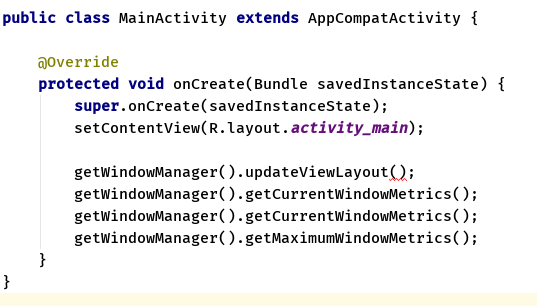 public class MainActivity extends AppCompatActivity {
@Override
protected void onCreate(Bundle savedInstanceState) {
super.onCreate(savedInstanceState);
setContentView(R.layout.activity_main);
getWindowManager().updateViewLayout();
getWindowManager().getCurrentWindowMetrics();
getWindowManager().getCurrentWindowMetrics();
getWindowManager().getMaximumWindowMetrics();
}
}